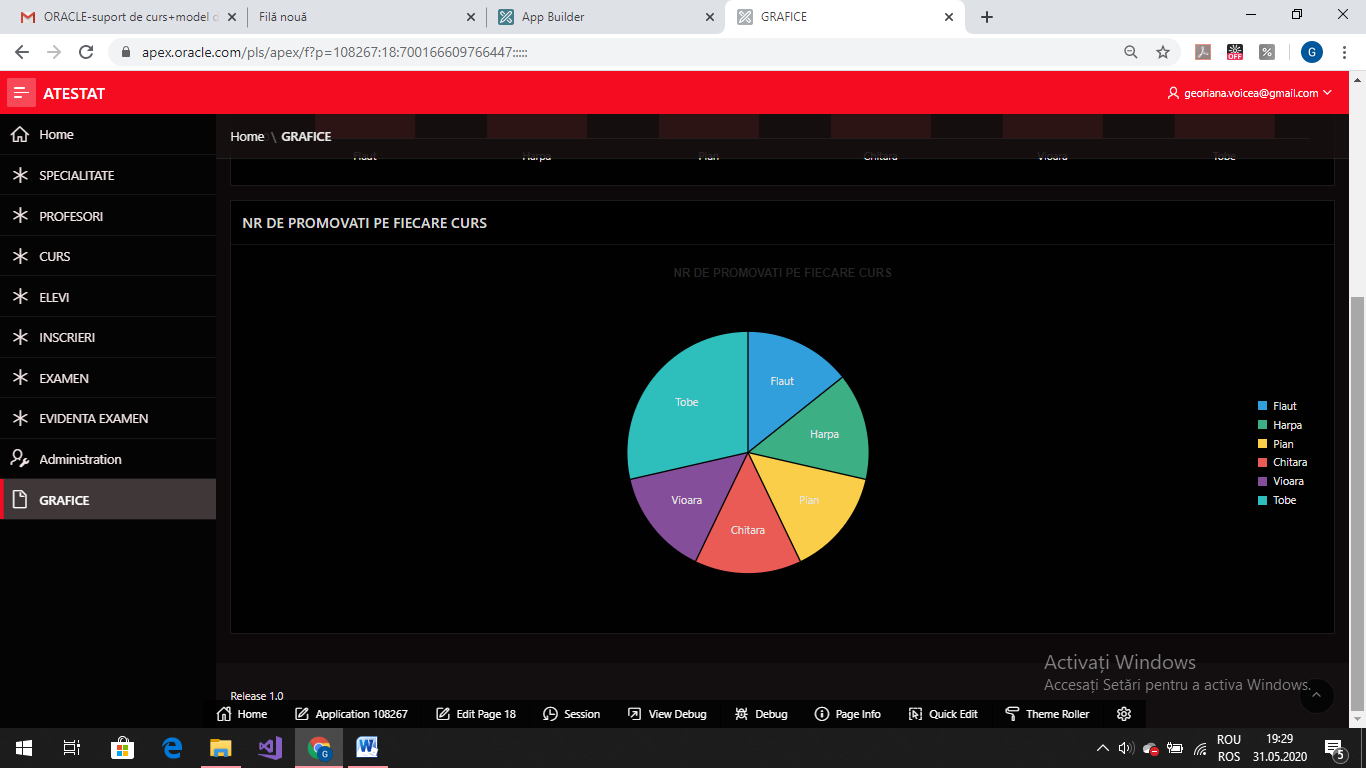 ORACLE-suport de curs+model d
Filă nouă
App Builder
GRAFICE
apex.oracle.com/pls/apex/f?p=108267:18:700166609766447:::::
G
OFF
ATESTAT
georiana.voicea@gmail.com
Home
SPECIALITATE
PROFESORI
CURS
ELEVI
INSCRIERI
EXAMEN
EVIDENTA EXAMEN
Administration
GRAFICE
Home \ GRAFICE
Flaut Harpa Pian Chitara Vioara Tobe
NR DE PROMOVATI PE FIECARE CURS
NR DE PROMOVATI PE FIECARE CURS
Flaut
Tobe
Harpa
Vioara
Pian
Chitara
Flaut
Harpa
Pian
Chitara
Vioara
Tobe
Activați Windows
Accesați Setări pentru a activa Windows.
Release 1.0
Home Application 108267 Edit Page 18 Session View Debug Debug Page Info Quick Edit Theme Roller
ROU
ROS
19:29
31.05.2020
5